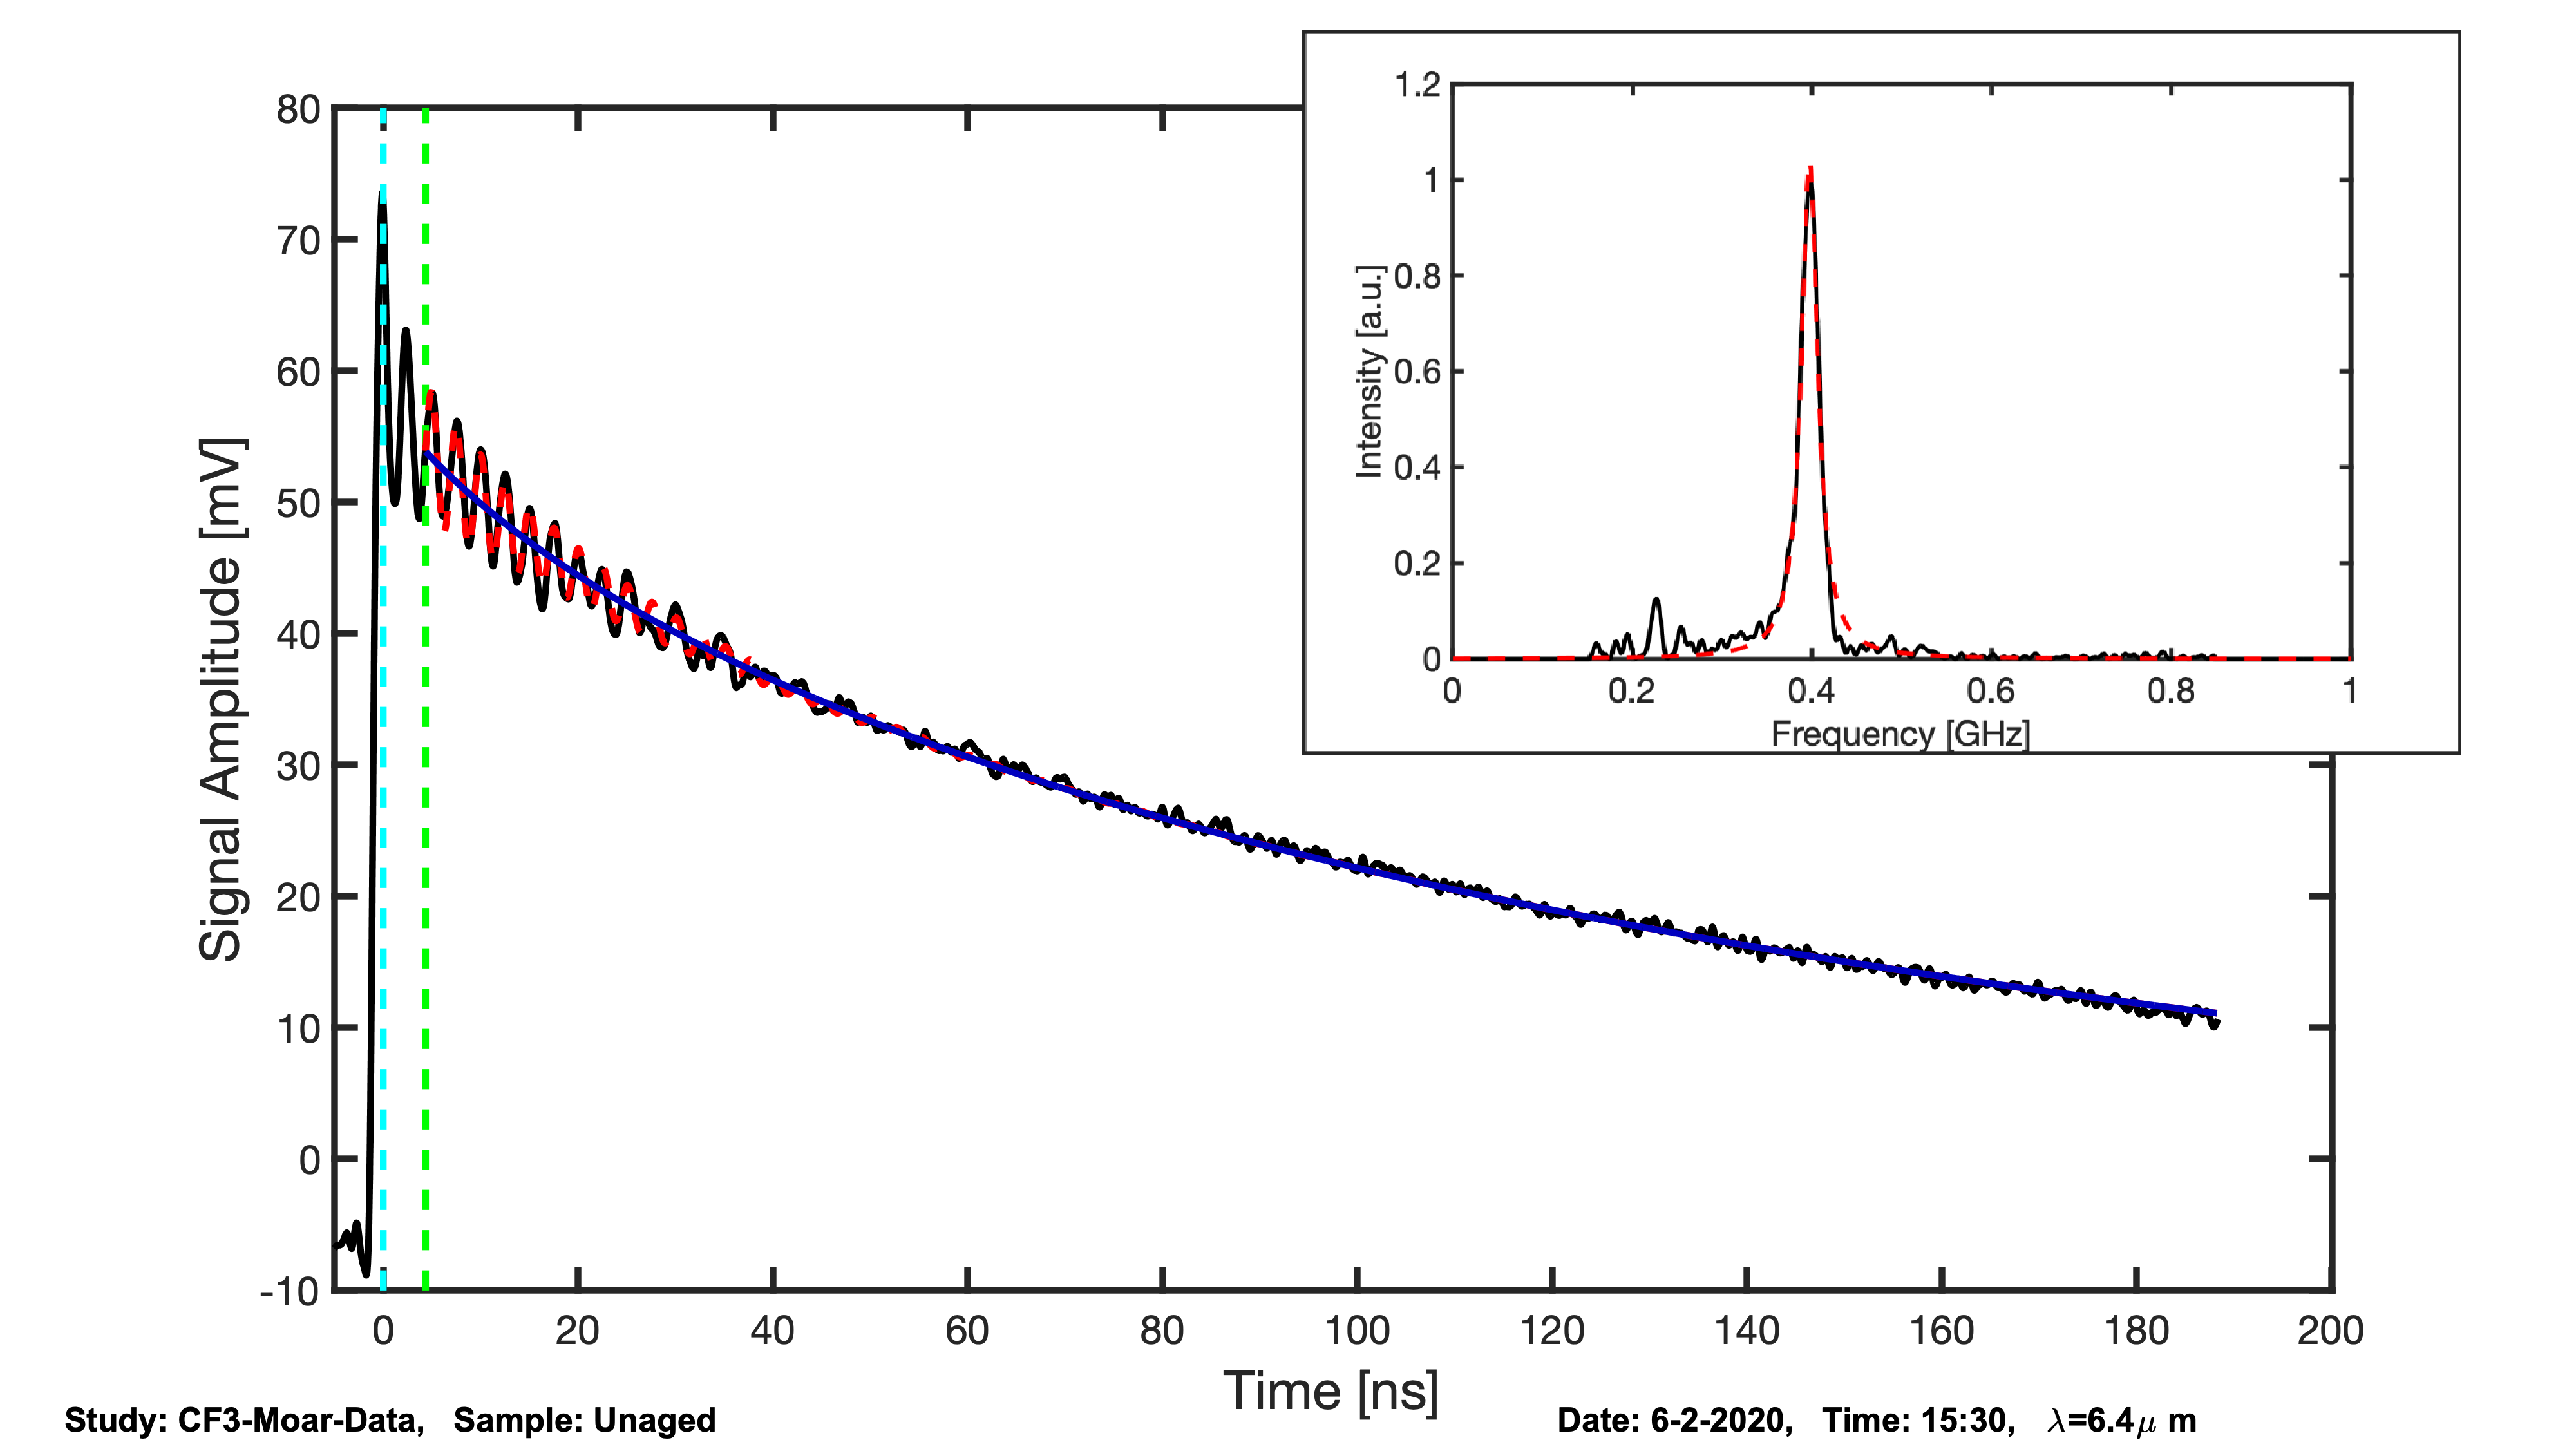 80
70
60
50
40
30
20
10
0
-10
Signal Amplitude [mV]
0 20 40 60 80 100 120 140 160 180 200
Time [ns]
1.2
1
0.8
0.6
0.4
0.2
0
Intensity [a.u.]
0 0.2 0.4 0.6 0.8 1
Frequency [GHz]
Study: CF3-Moar-Data, Sample: Unaged
Date: 6-2-2020, Time: 15:30, λ=6.4μ m